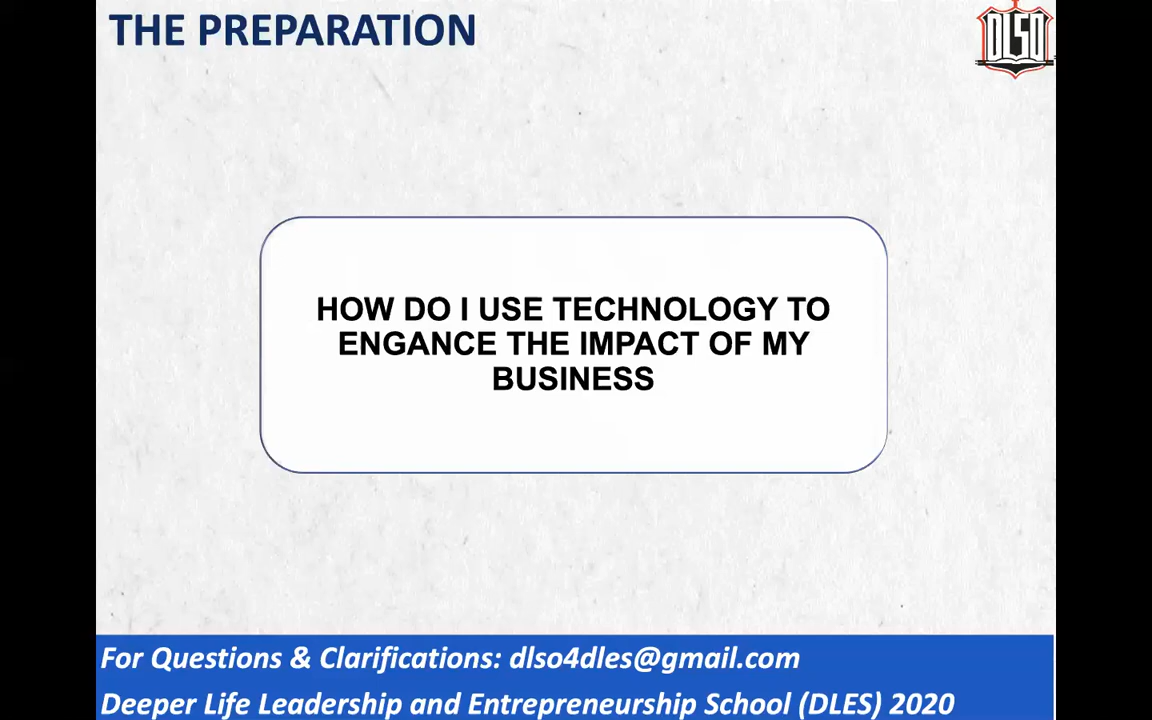 THE PREPARATION
DLSO
HOW DO I USE TECHNOLOGY TO
ENGANCE THE IMPACT OF MY
BUSINESS
For Questions & Clarifications: dlso4dles@gmail.com
Deeper Life Leadership and Entrepreneurship School (DLES) 2020